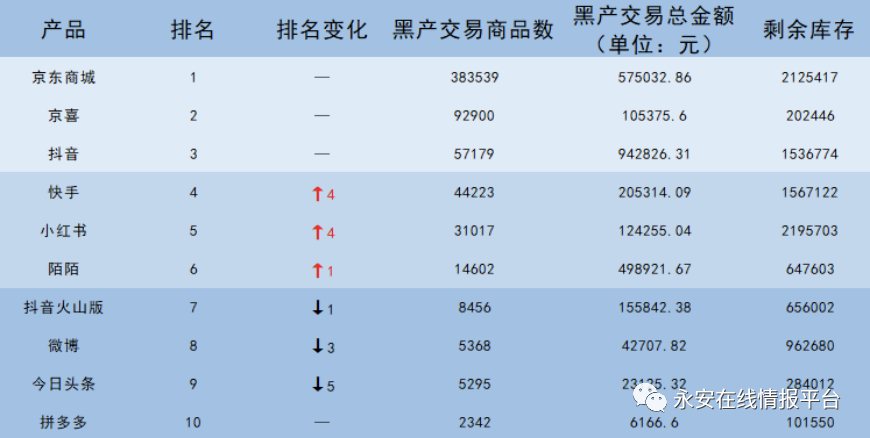 产品 排名 排名变化 黑产交易商品数 黑产交易总金额（单位：元） 剩余库存
京东商城 1 — 383539 575032.86 2125417
京喜 2 — 92900 105375.6 202446
抖音 3 — 57179 942826.31 1536774
快手 4 ↑4 44223 205314.09 1567122
小红书 5 ↑4 31017 124255.04 2195703
陌陌 6 ↑1 14602 498921.67 647603
抖音火山版 7 ↓1 8456 155842.38 656002
微博 8 ↓3 5368 42707.82 962680
今日头条 9 ↓5 5295 284012
拼多多 10 — 2342 6166.6 101550
永安在线情报平台